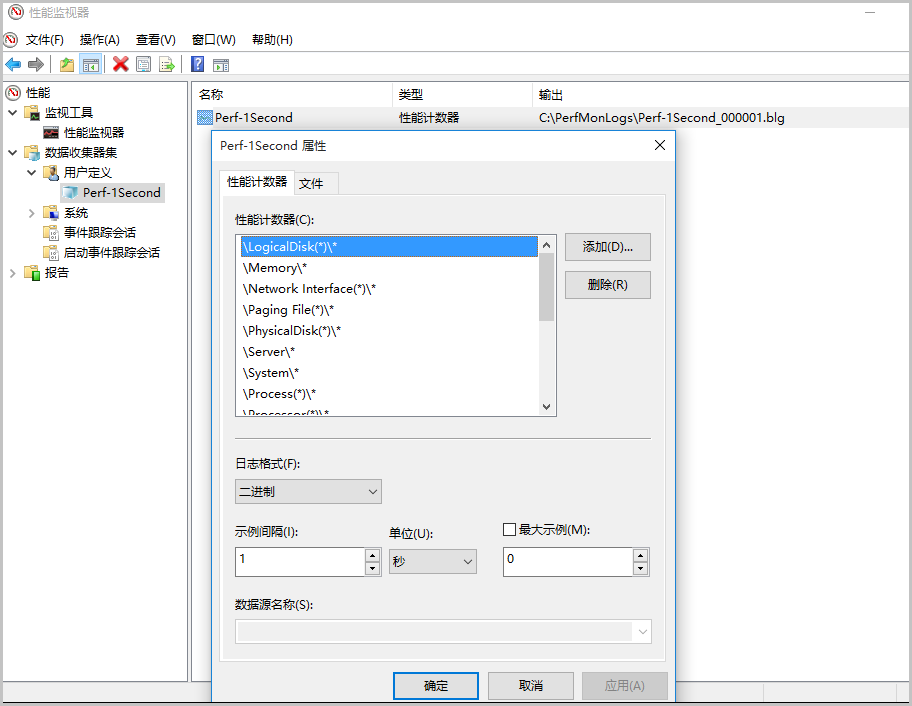 性能监视器
文件(F) 操作(A) 查看(V) 窗口(W) 帮助(H)
性能
监视工具
性能监视器
数据收集器集
用户定义
Perf-1Second
系统
事件跟踪会话
启动事件跟踪会话
报告
名称 类型 输出
Perf-1Second 性能计数器 C:\PerfMonLogs\Perf-1Second_000001.blg
Perf-1Second 属性
性能计数器 文件
性能计数器(C):
\LogicalDisk(*)\*
\Memory\*
\Network Interface(*)\*
\Paging File(*)\*
\PhysicalDisk(*)\*
\Server\*
\System\*
\Process(*)\*
\Processor(*)\*
添加(D)...
删除(R)
日志格式(F):
二进制
示例间隔(I): 单位(U): 最大示例(M):
1 秒 0
数据源名称(S):
确定 取消 应用(A)